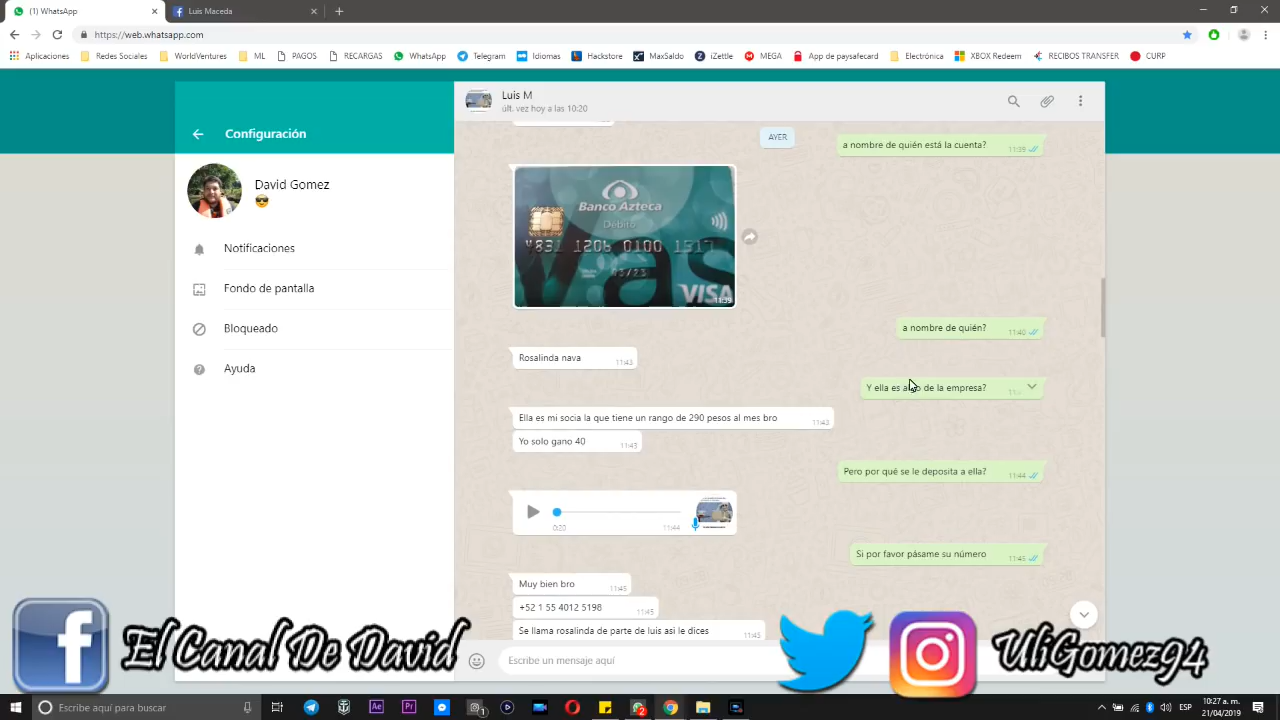 (1) WhatsApp
Luis Maceda
https://web.whatsapp.com
Aplicaciones
Redes Sociales
WorldVentures
ML
PAGOS
RECARGAS
WhatsApp
Telegram
Idiomas
Hackstore
MaxSaldo
iZettle
MEGA
App de paysafecard
Electrónica
XBOX Redeem
RECIBOS TRANSFER
CURP
Configuración
David Gomez
Notificaciones
Fondo de pantalla
Bloqueado
Ayuda
Luis M
últ. vez hoy a las 10:20
AYER
a nombre de quién está la cuenta? 11:39
Banco Azteca
Débito
VISA
11:39
a nombre de quién? 11:40
Rosalinda nava 11:43
Y ella es de la empresa?
Ella es mi socia la que tiene un rango de 290 pesos al mes bro 11:43
Yo solo gano 40 11:43
Pero por qué se le deposita a ella? 11:44
11:44
Si por favor pásame su número 11:45
Muy bien bro 11:45
+52 1 55 4012 5198 11:45
Se llama rosalinda de parte de luis asi le dices 11:45
Escribe un mensaje aquí
El Canal De David
UliGomez94
Escribe aquí para buscar
ESP
10:27 a. m.
21/04/2019